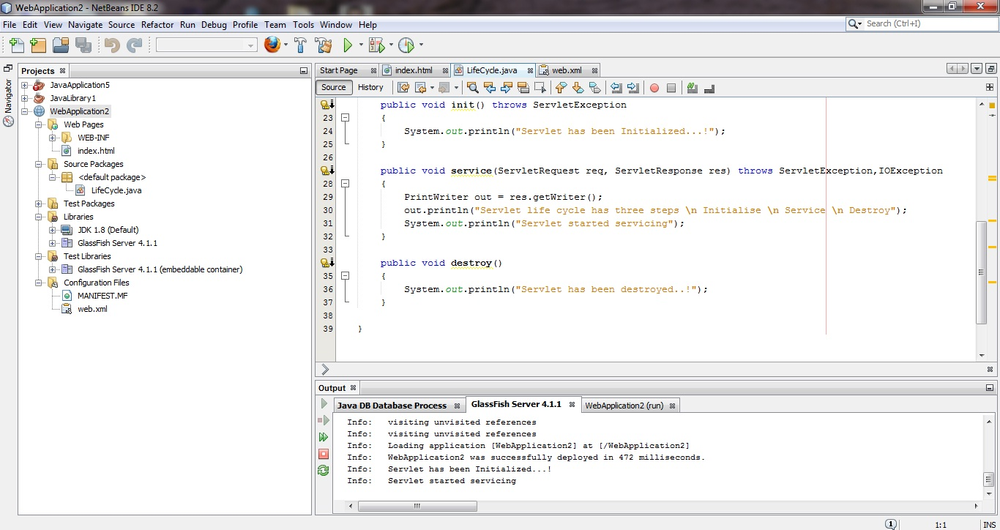 WebApplication2 - NetBeans IDE 8.2
File Edit View Navigate Source Refactor Run Debug Profile Team Tools Window Help
Search (Ctrl+I)
Navigator
Projects
JavaApplication5
JavaLibrary1
WebApplication2
Web Pages
WEB-INF
index.html
Source Packages
<default package>
LifeCycle.java
Test Packages
Libraries
JDK 1.8 (Default)
GlassFish Server 4.1.1
Test Libraries
GlassFish Server 4.1.1 (embeddable container)
Configuration Files
MANIFEST.MF
web.xml
Start Page index.html LifeCycle.java web.xml
Source History
public void init() throws ServletException
23 {
24 System.out.println("Servlet has been Initialized...!");
25 }
26
public void service(ServletRequest req, ServletResponse res) throws ServletException,IOException
28 {
29 PrintWriter out = res.getWriter();
30 out.println("Servlet life cycle has three steps \n Initialise \n Service \n Destroy");
31 System.out.println("Servlet started servicing");
32 }
33
public void destroy()
35 {
36 System.out.println("Servlet has been destroyed..!");
37 }
38
39 }
Output
Java DB Database Process GlassFish Server 4.1.1 WebApplication2 (run)
Info: visiting unvisited references
Info: visiting unvisited references
Info: Loading application [WebApplication2] at [/WebApplication2]
Info: WebApplication2 was successfully deployed in 472 milliseconds.
Info: Servlet has been Initialized...!
Info: Servlet started servicing
1 1:1 INS